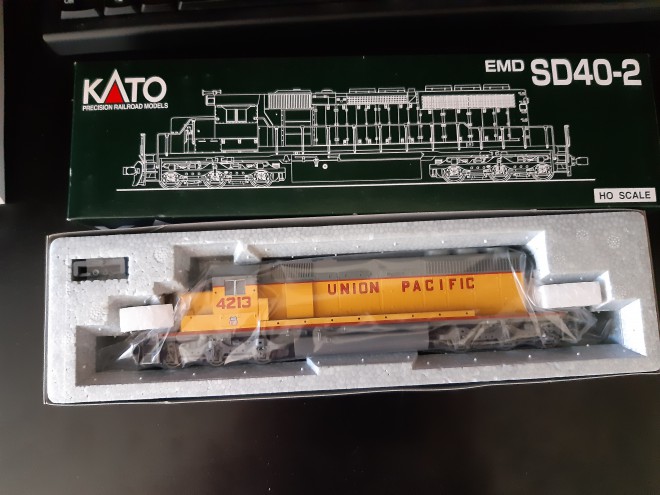 KATO
PRECISION RAILROAD MODELS
EMD SD40-2
HO SCALE
UNION PACIFIC
4213